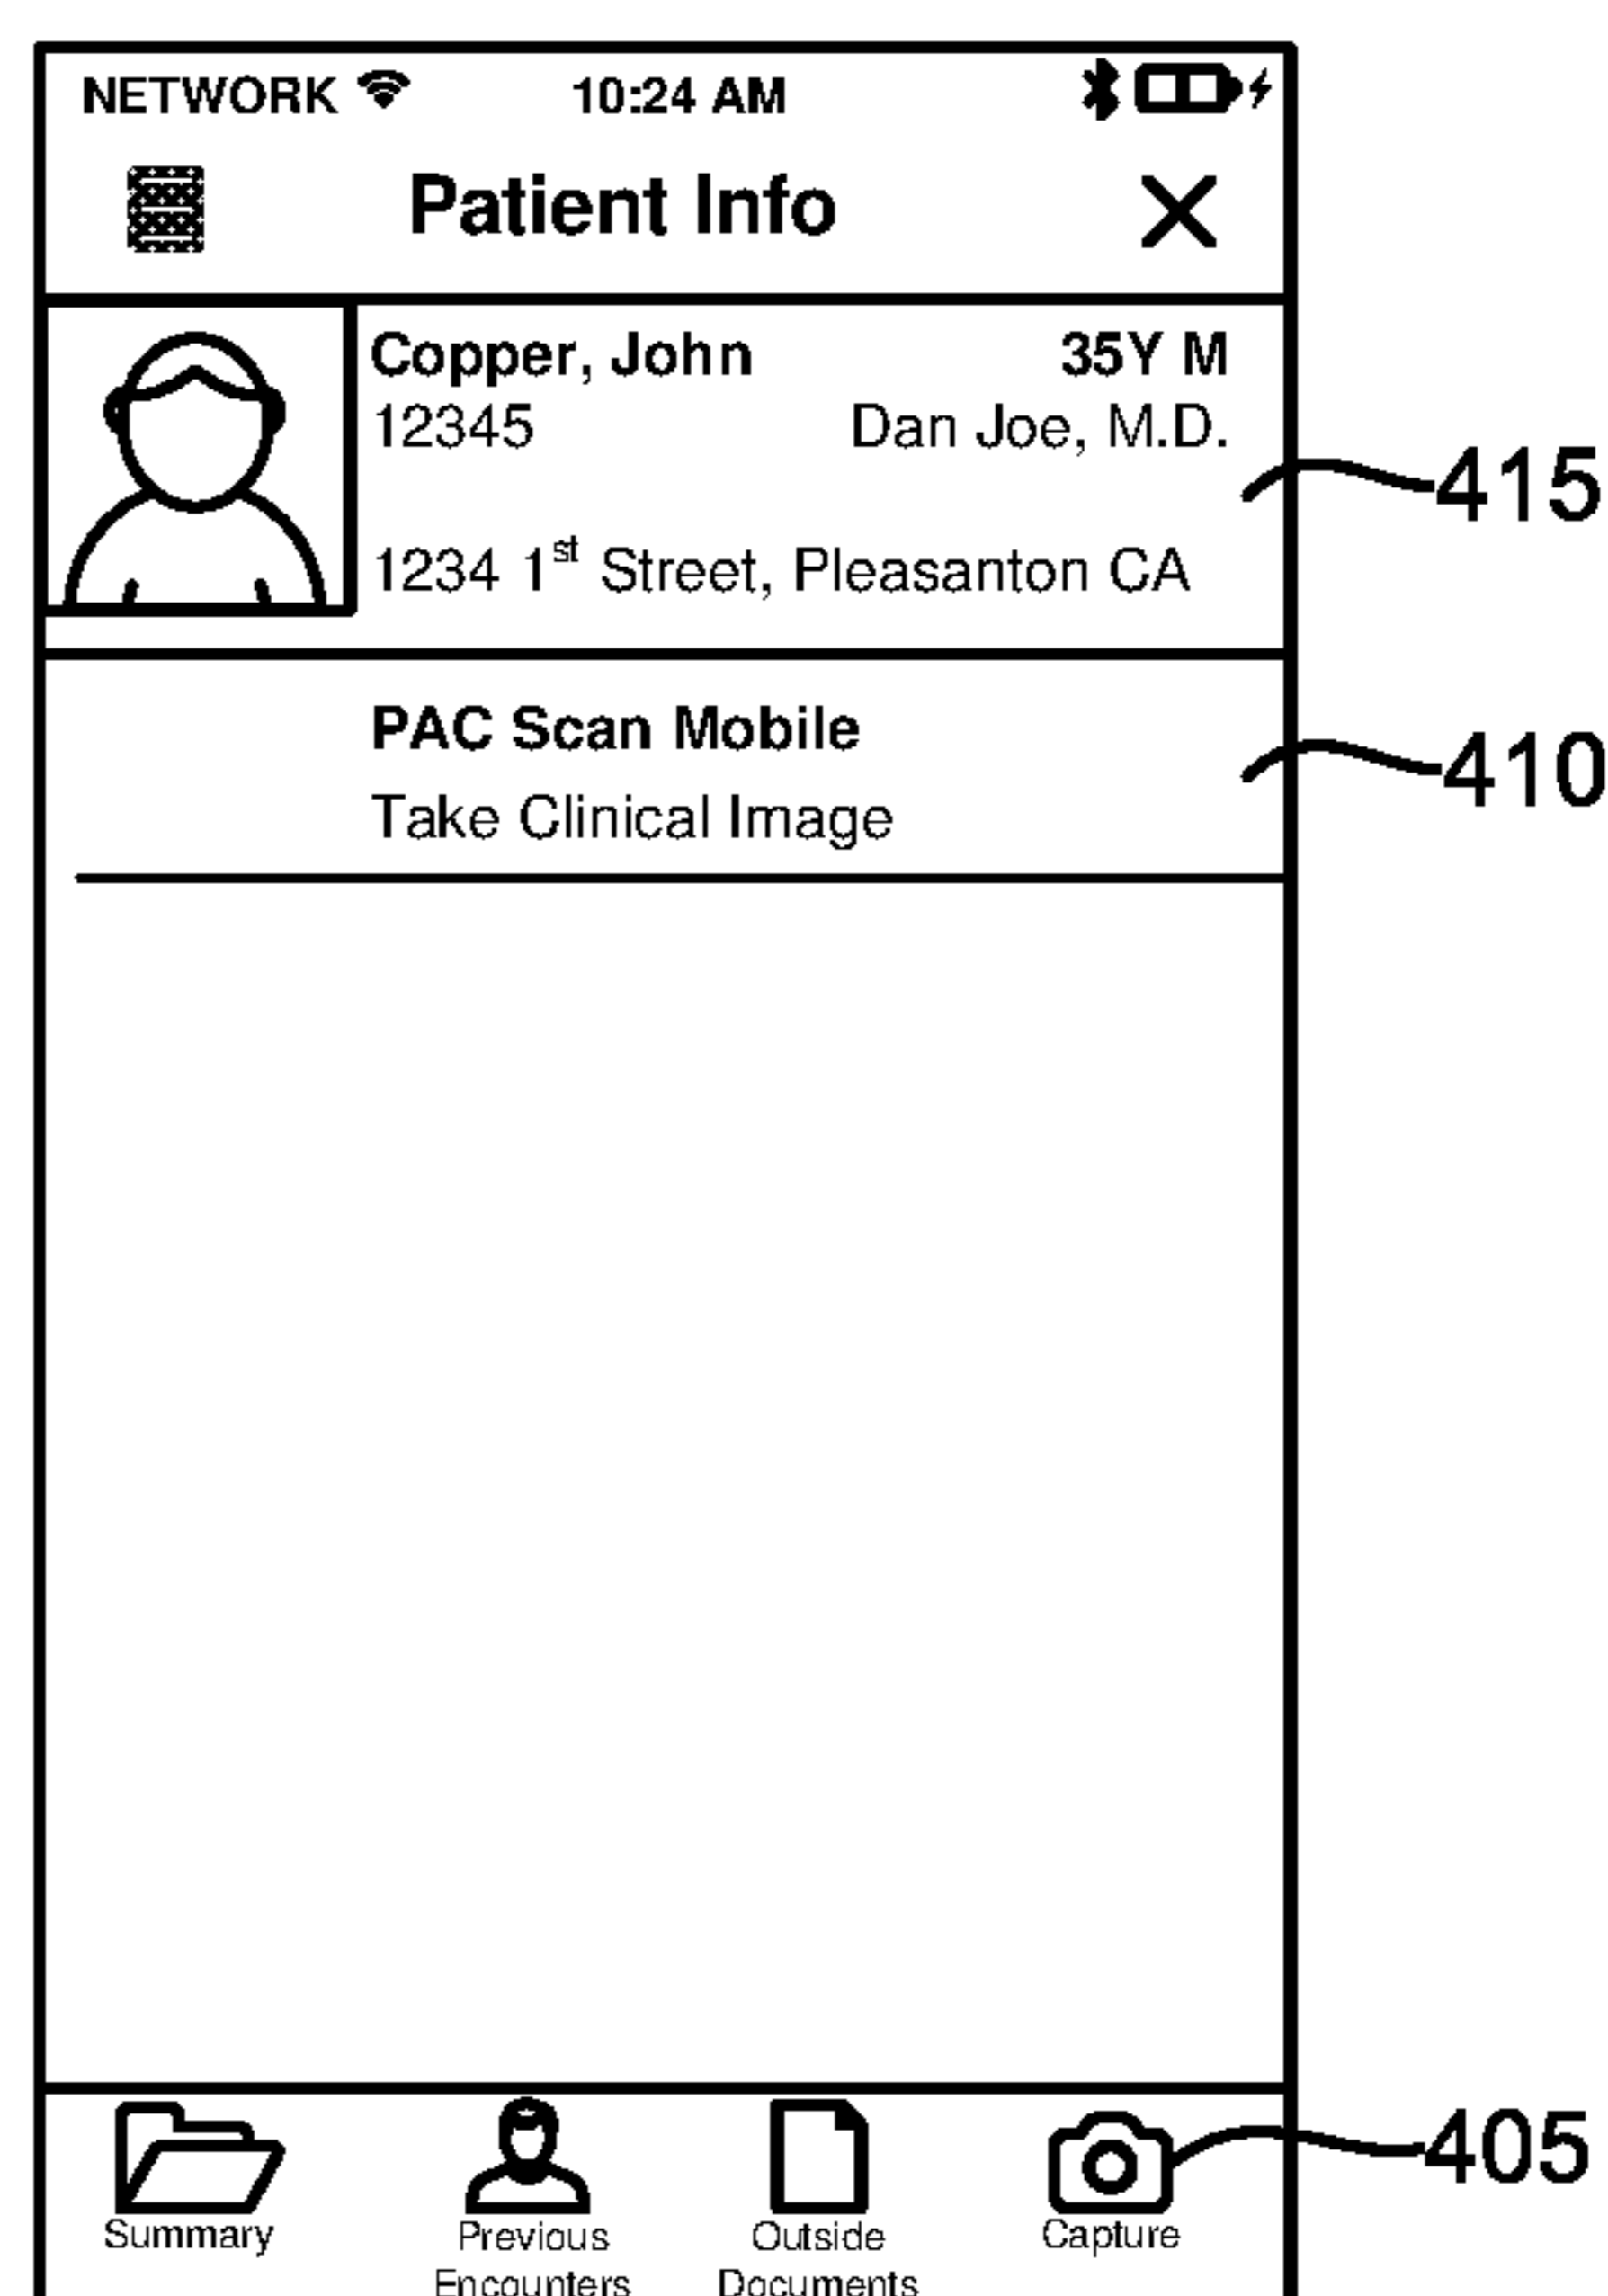 NETWORK 10:24 AM
Patient Info
Copper, John 35Y M
12345 Dan Joe, M.D.
415
1234 1st Street, Pleasanton CA
PAC Scan Mobile
410
Take Clinical Image
405
Summary Previous Outside Capture
Encounters Documents